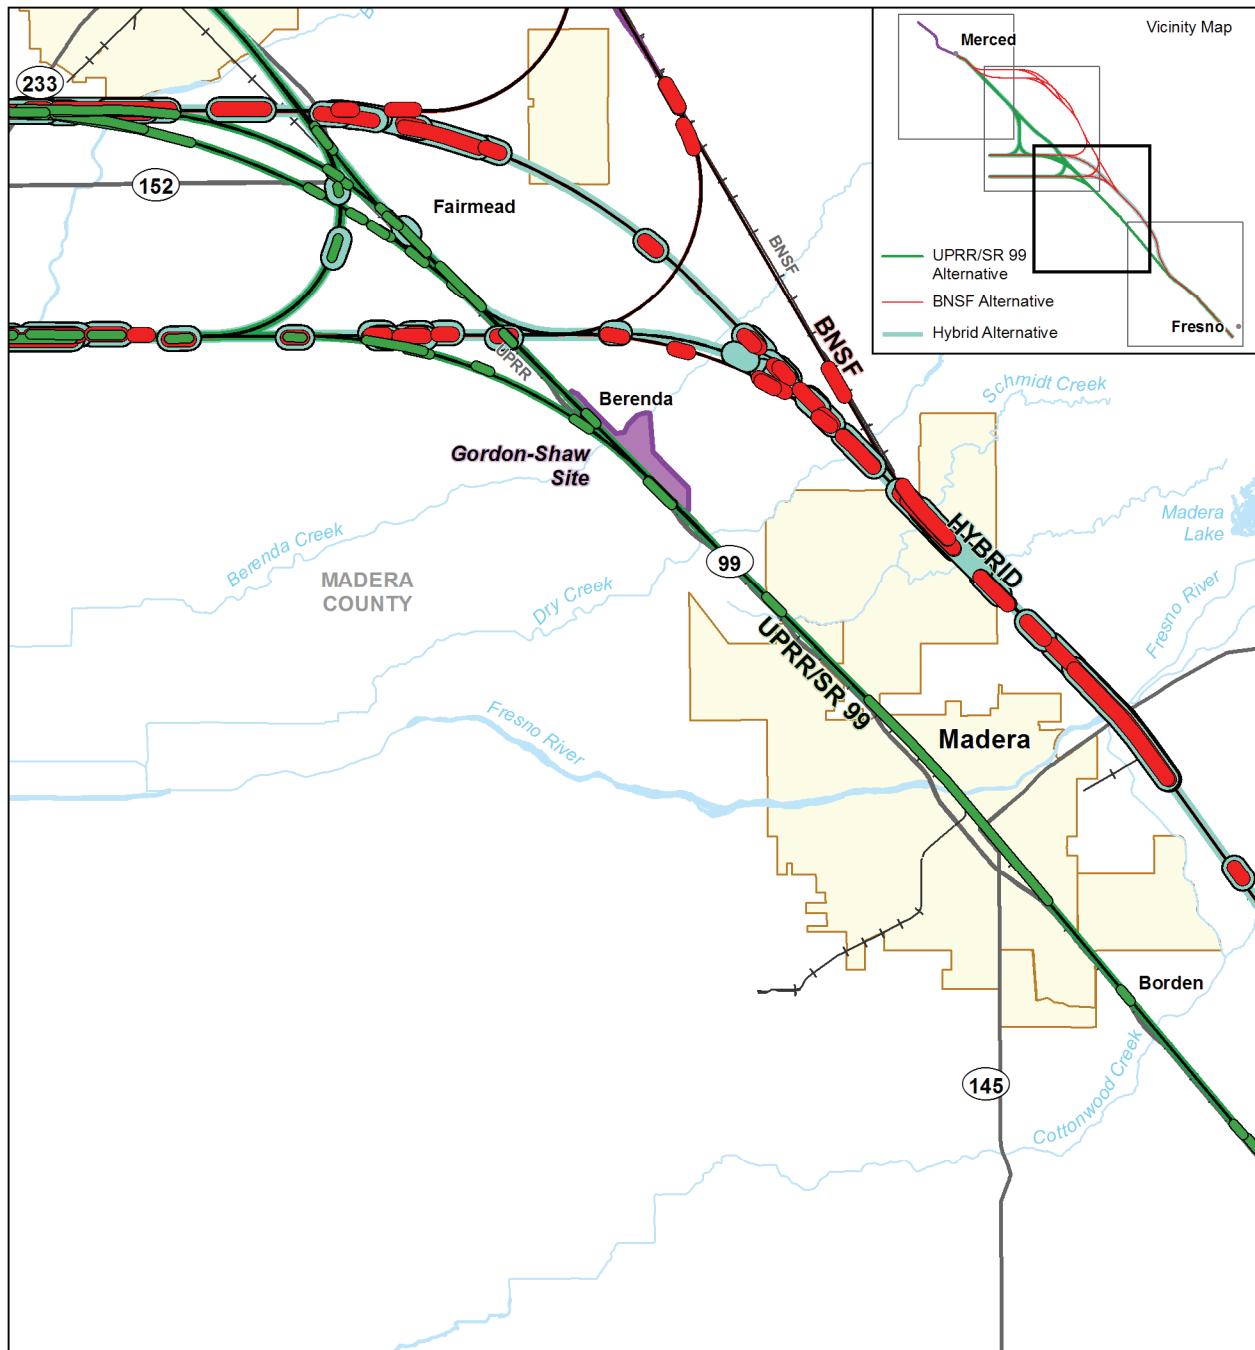 Vicinity Map
Merced
Fresno
UPRR/SR 99
Alternative
BNSF Alternative
Hybrid Alternative
233
152
Fairmead
BNSF
BNSF
UPRR
Berenda
Gordon-Shaw
Site
Schmidt Creek
Madera
Lake
HYBRID
Berenda Creek
MADERA
COUNTY
Dry Creek
99
UPRR/SR 99
Fresno River
Fresno River
Madera
Borden
145
Cottonwood Creek